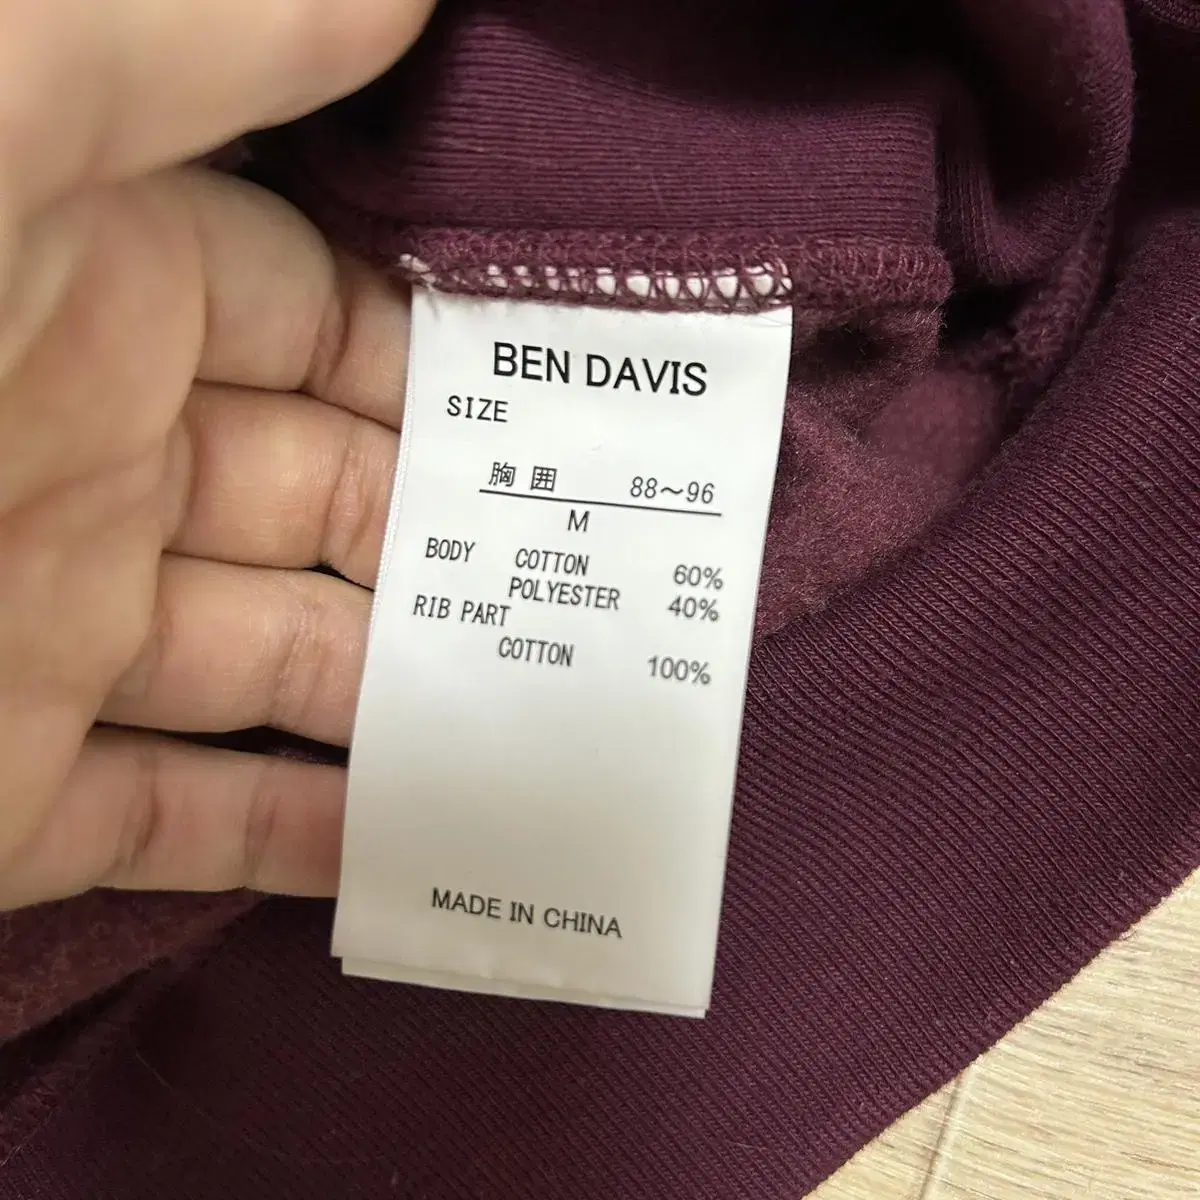 BEN DAVIS
SIZE
胸囲 88～96
M
BODY COTTON 60%
POLYESTER 40%
RIB PART
COTTON 100%
MADE IN CHINA